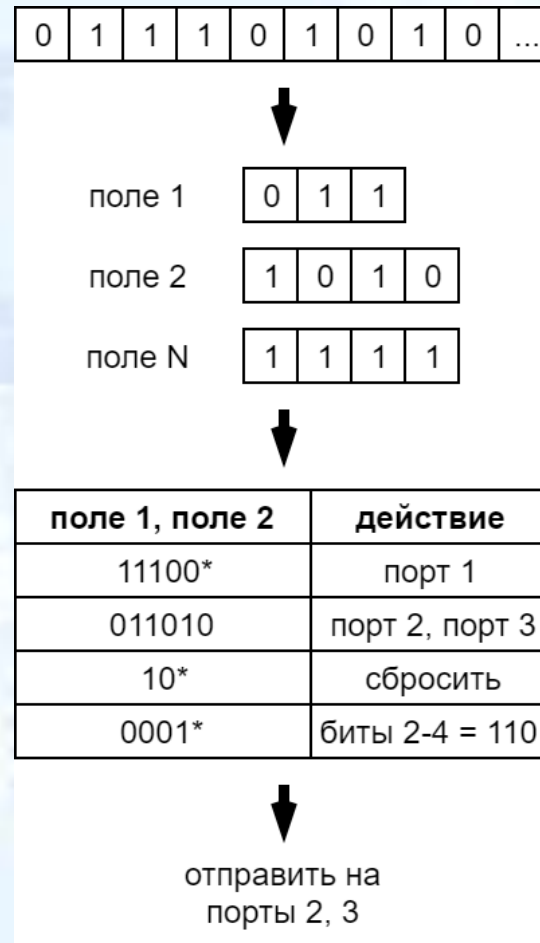 0 1 1 1 0 1 0 1 0 ...
поле 1 0 1 1
поле 2 1 0 1 0
поле N 1 1 1 1
поле 1, поле 2 действие
11100* порт 1
011010 порт 2, порт 3
10* сбросить
0001* биты 2-4 = 110
отправить на
порты 2, 3